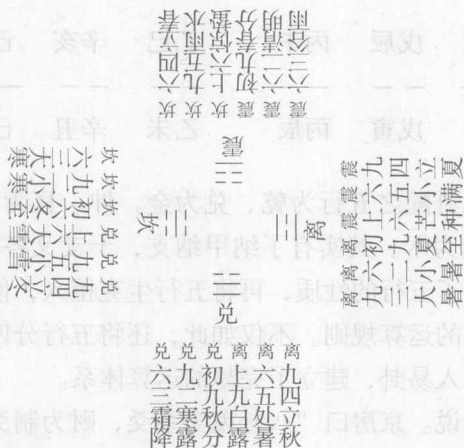 坎六四立春
坎九五雨水
坎上六惊蛰
震初九春分
震六二清明
震六三谷雨
震
坎六三大寒
坎九二小寒
坎初六冬至
兑上六大雪
兑九五小雪
兑九四立冬
坎
离
震九四立夏
震六五小满
震上六芒种
离初九夏至
离六二小暑
离九三大暑
兑
兑六三霜降
兑九二寒露
兑初九秋分
离上九白露
离六五处暑
离九四立秋